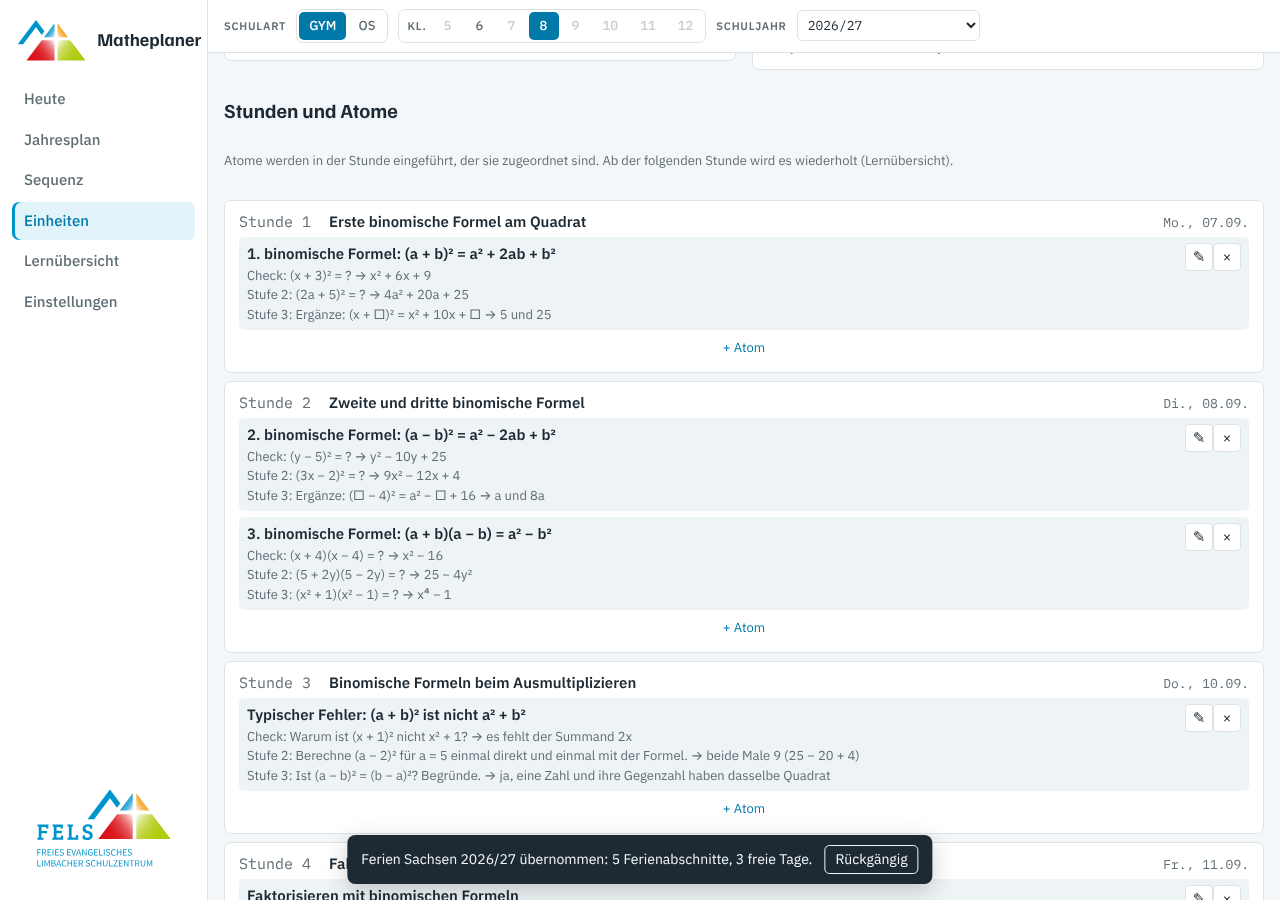 Matheplaner
SCHULART GYM OS KL. 5 6 7 8 9 10 11 12 SCHULJAHR 2026/27
Heute
Jahresplan
Sequenz
Einheiten
Lernübersicht
Einstellungen
FELS
FREIES EVANGELISCHES
LIMBACHER SCHULZENTRUM
Stunden und Atome
Atome werden in der Stunde eingeführt, der sie zugeordnet sind. Ab der folgenden Stunde wird es wiederholt (Lernübersicht).
Stunde 1 Erste binomische Formel am Quadrat Mo., 07.09.
1. binomische Formel: (a + b)² = a² + 2ab + b² ✎ ×
Check: (x + 3)² = ? → x² + 6x + 9
Stufe 2: (2a + 5)² = ? → 4a² + 20a + 25
Stufe 3: Ergänze: (x + □)² = x² + 10x + □ → 5 und 25
+ Atom
Stunde 2 Zweite und dritte binomische Formel Di., 08.09.
2. binomische Formel: (a − b)² = a² − 2ab + b² ✎ ×
Check: (y − 5)² = ? → y² − 10y + 25
Stufe 2: (3x − 2)² = ? → 9x² − 12x + 4
Stufe 3: Ergänze: (□ − 4)² = a² − □ + 16 → a und 8a
3. binomische Formel: (a + b)(a − b) = a² − b² ✎ ×
Check: (x + 4)(x − 4) = ? → x² − 16
Stufe 2: (5 + 2y)(5 − 2y) = ? → 25 − 4y²
Stufe 3: (x² + 1)(x² − 1) = ? → x⁴ − 1
+ Atom
Stunde 3 Binomische Formeln beim Ausmultiplizieren Do., 10.09.
Typischer Fehler: (a + b)² ist nicht a² + b² ✎ ×
Check: Warum ist (x + 1)² nicht x² + 1? → es fehlt der Summand 2x
Stufe 2: Berechne (a − 2)² für a = 5 einmal direkt und einmal mit der Formel. → beide Male 9 (25 − 20 + 4)
Stufe 3: Ist (a − b)² = (b − a)²? Begründe. → ja, eine Zahl und ihre Gegenzahl haben dasselbe Quadrat
+ Atom
Stunde 4 Fr., 11.09.
Faktorisieren mit binomischen Formeln ✎ ×
Ferien Sachsen 2026/27 übernommen: 5 Ferienabschnitte, 3 freie Tage. Rückgängig